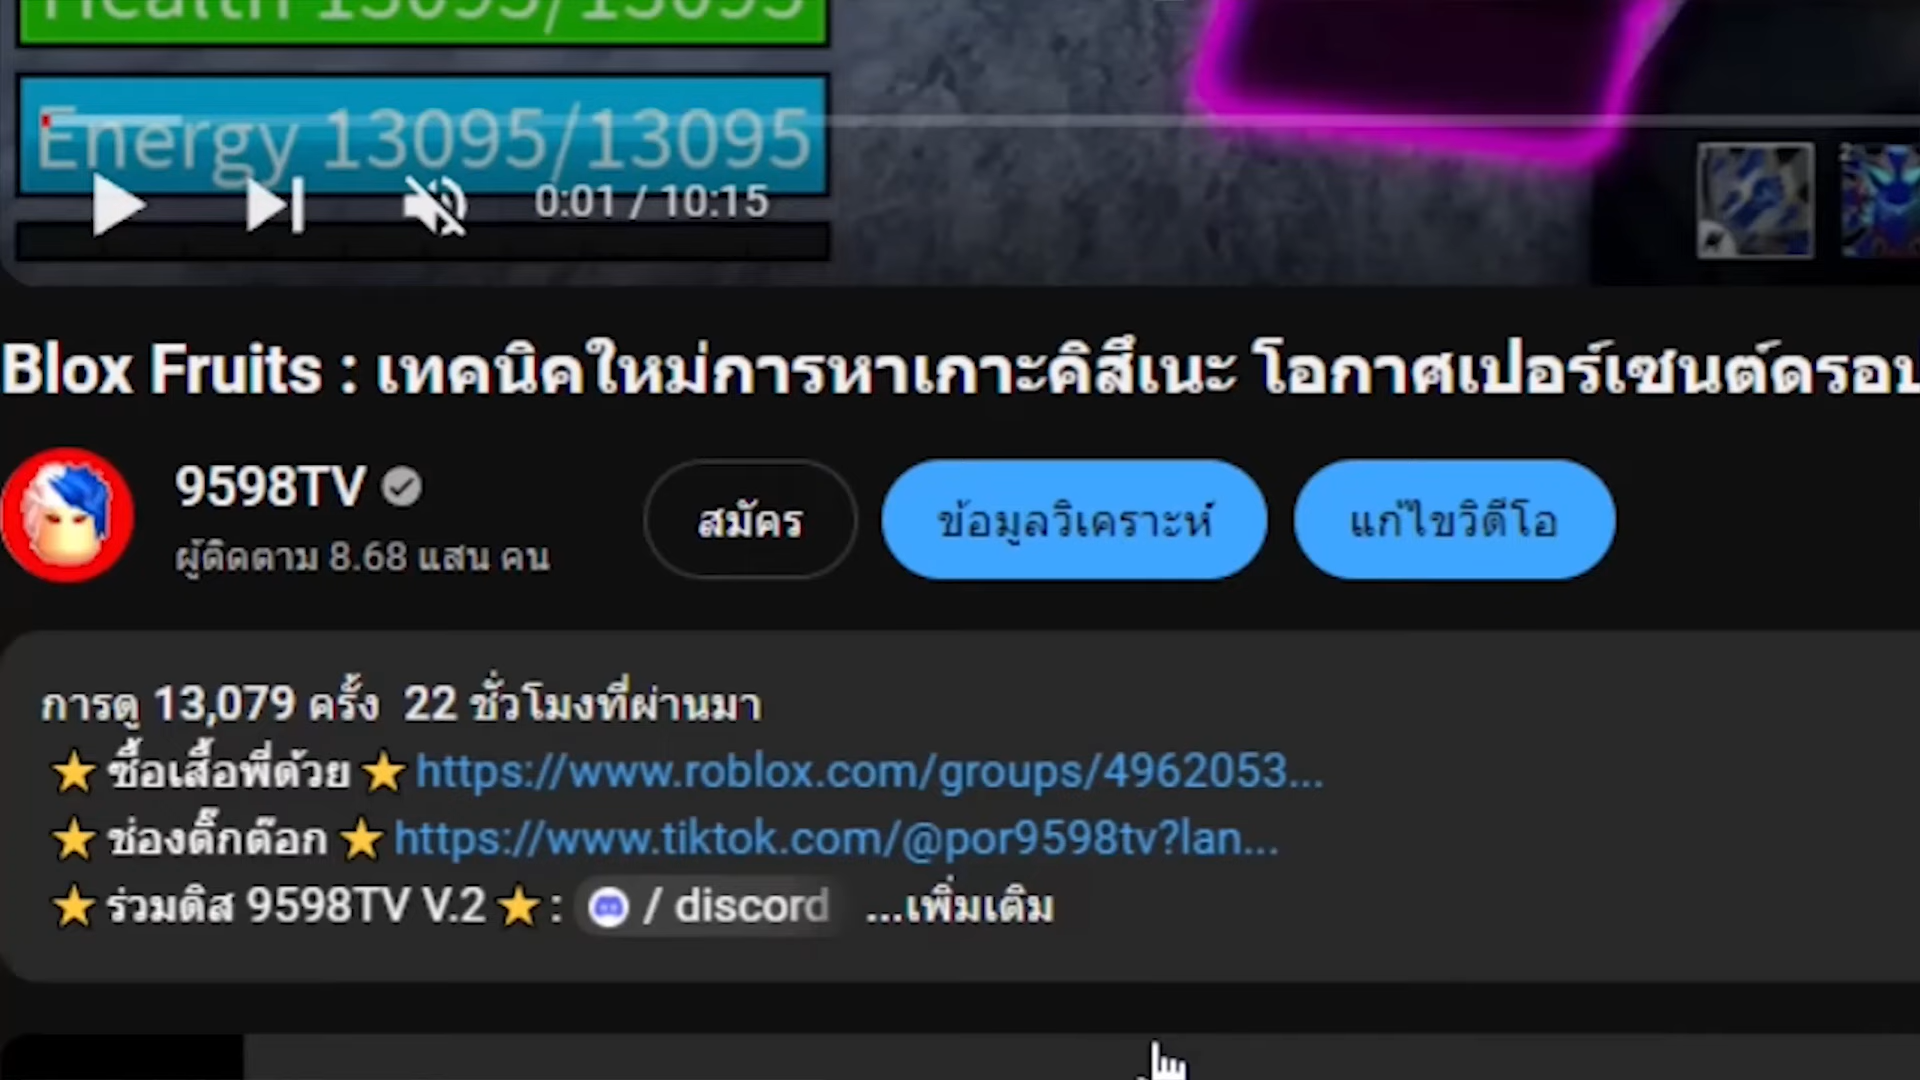 Health 13095/13095
Energy 13095/13095
0:01 / 10:15
Blox Fruits : เทคนิคใหม่การหาเกาะคิสึเนะ โอกาศเปอร์เซนต์ดรอป
9598TV
ผู้ติดตาม 8.68 แสน คน
สมัคร
ข้อมูลวิเคราะห์
แก้ไขวิดีโอ
การดู 13,079 ครั้ง 22 ชั่วโมงที่ผ่านมา
⭐ ซื้อเสื้อพี่ด้วย ⭐ https://www.roblox.com/groups/4962053...
⭐ ช่องติ๊กต๊อก ⭐ https://www.tiktok.com/@por9598tv?lan...
⭐ ร่วมดิส 9598TV V.2 ⭐ : / discord ...เพิ่มเติม